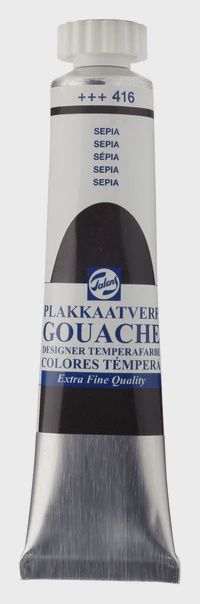 +++ 416
SEPIA
SEPIA
SÉPIA
SEPIA
SEPIA
Talens
PLAKKAATVERF
GOUACHE
DESIGNER TEMPERAFARBE
COLORES TÉMPERA
Extra Fine Quality